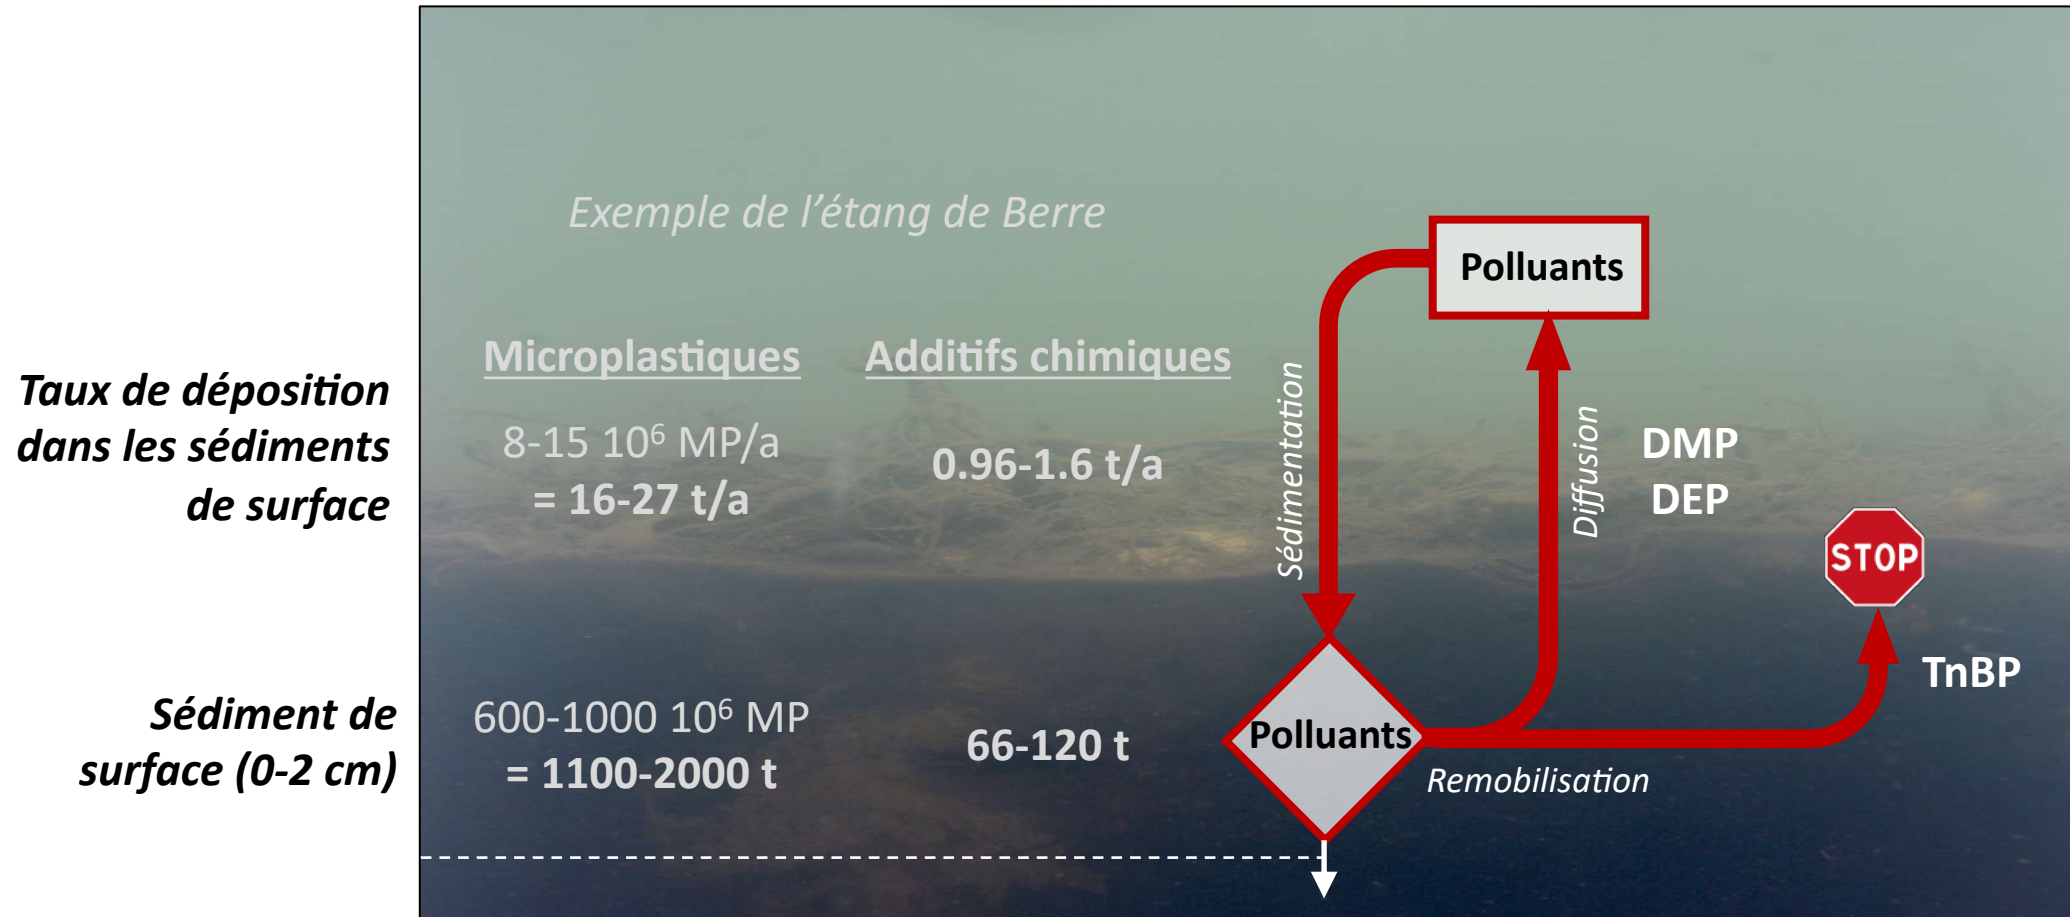 Exemple de l’étang de Berre
Microplastiques
Additifs chimiques
Taux de déposition
dans les sédiments
de surface
8-15 10⁶ MP/a
= 16-27 t/a
0.96-1.6 t/a
Sédiment de
surface (0-2 cm)
600-1000 10⁶ MP
= 1100-2000 t
66-120 t
Polluants
Sédimentation
Diffusion
DMP
DEP
STOP
TnBP
Polluants
Remobilisation